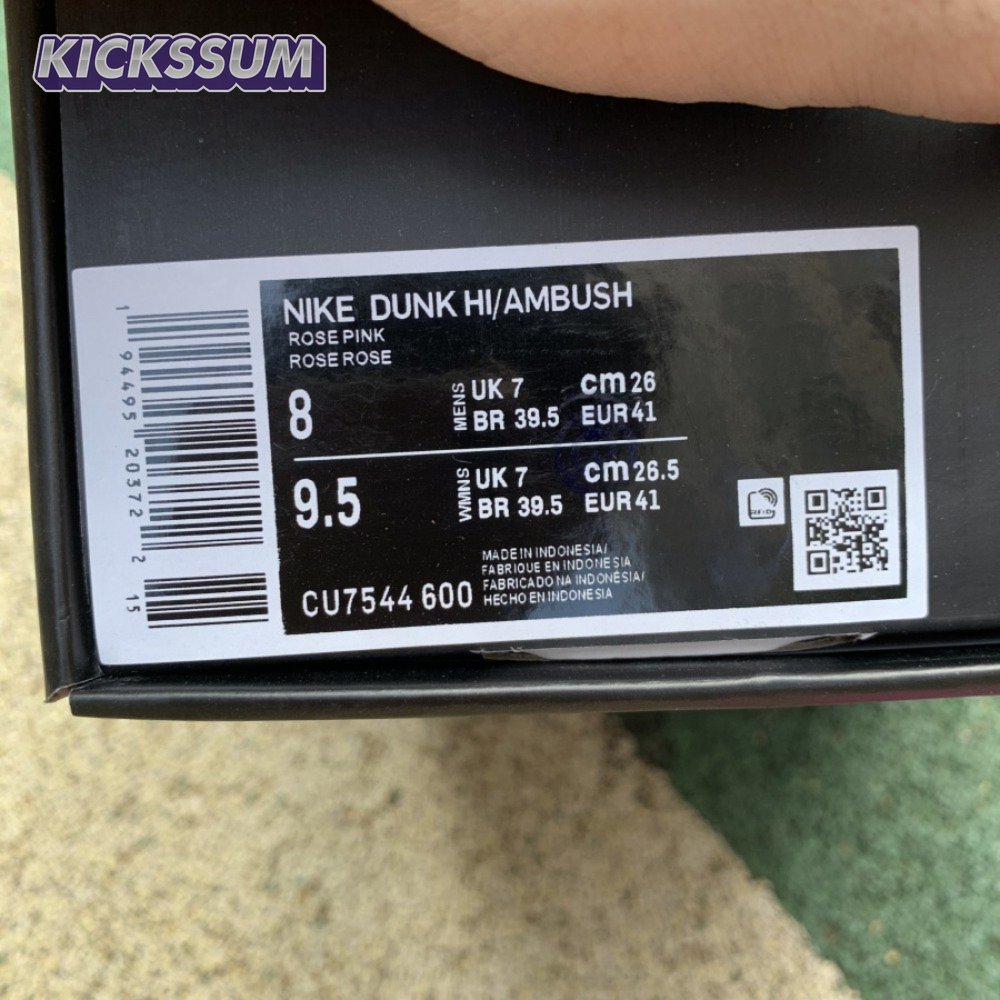 KICKSSUM
NIKE DUNK HI/AMBUSH
ROSE PINK
ROSE ROSE
8 MENS UK 7 cm 26
BR 39.5 EUR 41
9.5 WMNS UK 7 cm 26.5
BR 39.5 EUR 41
CU7544 600
MADE IN INDONESIA/
FABRIQUE EN INDONESIA
FABRICADO NA INDONESIA/
HECHO EN INDONESIA
1 94495 20372 2
15